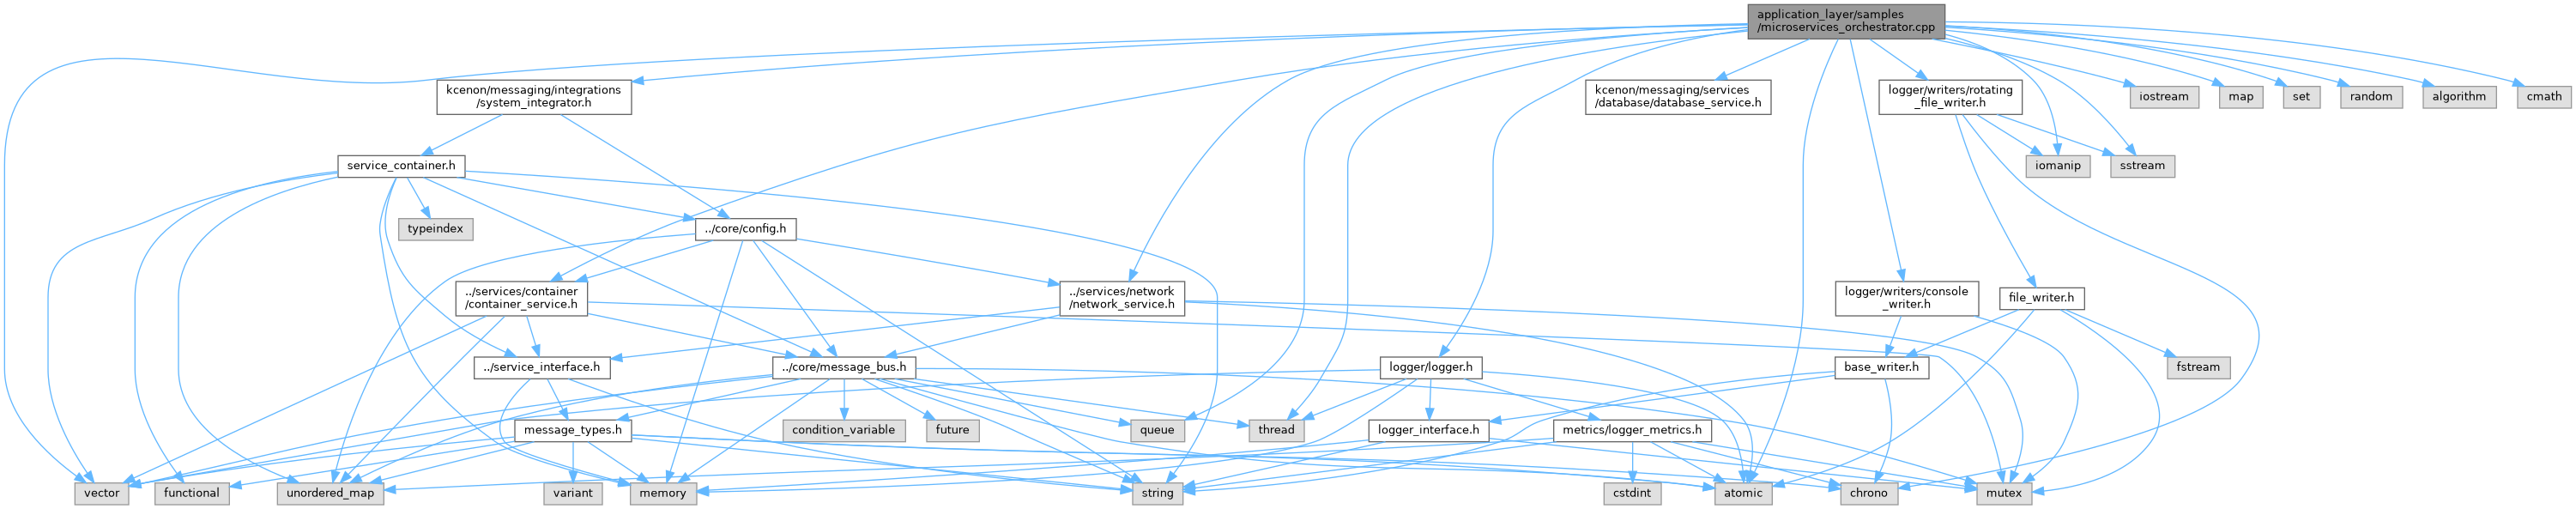 application_layer/samples
/microservices_orchestrator.cpp
kcenon/messaging/integrations
/system_integrator.h
kcenon/messaging/services
/database/database_service.h
logger/writers/rotating
_file_writer.h
iostream
map
set
random
algorithm
cmath
service_container.h
iomanip
sstream
typeindex
../core/config.h
../services/container
/container_service.h
../services/network
/network_service.h
logger/writers/console
_writer.h
file_writer.h
../service_interface.h
../core/message_bus.h
logger/logger.h
base_writer.h
fstream
message_types.h
condition_variable
future
queue
thread
logger_interface.h
metrics/logger_metrics.h
vector
functional
unordered_map
variant
memory
string
cstdint
atomic
chrono
mutex